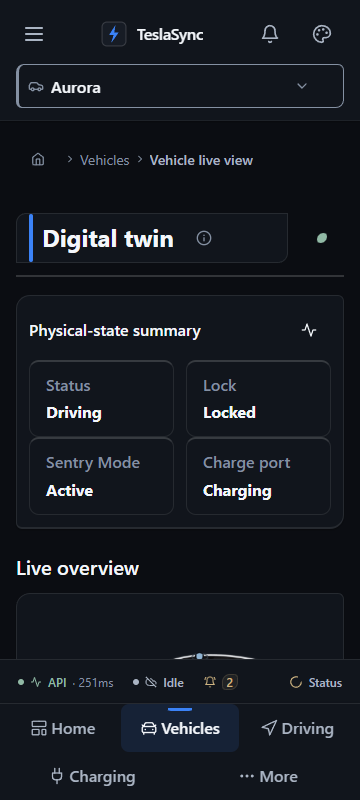 TeslaSync
Aurora
Vehicles Vehicle live view
Digital twin
Physical-state summary
Status Lock
Driving Locked
Sentry Mode Charge port
Active Charging
Live overview
API · 251ms Idle 2 Status
Home Vehicles Driving
Charging More